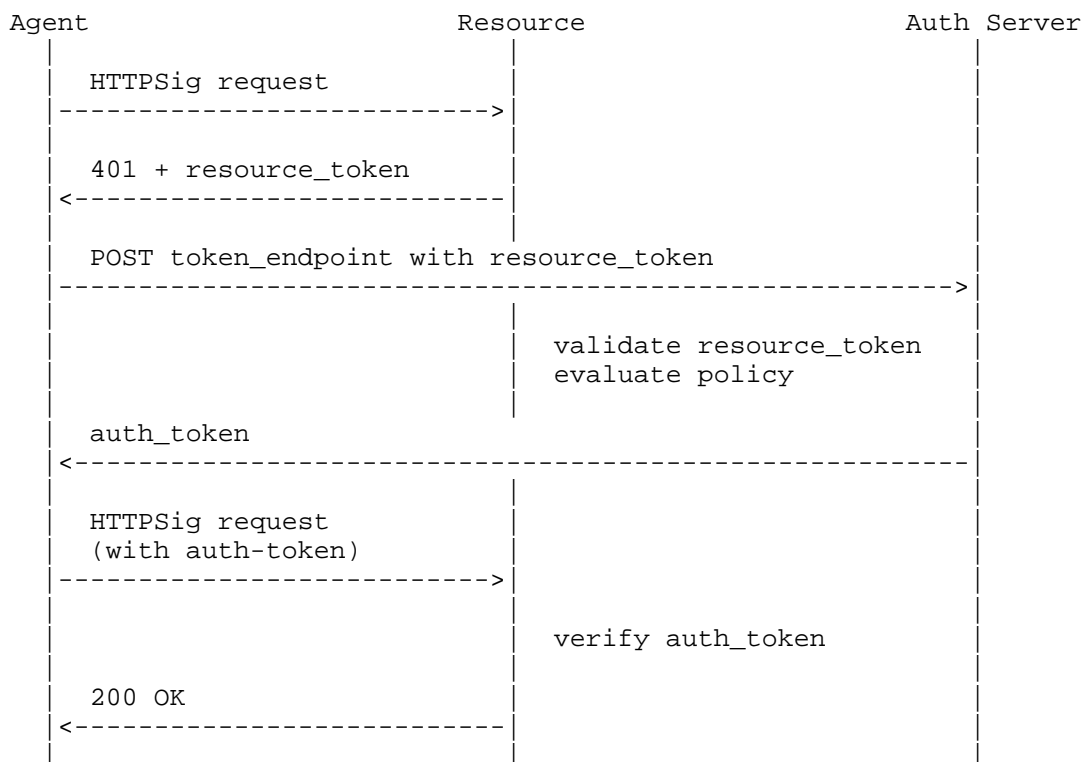 Agent Resource Auth Server
HTTPSig request
401 + resource_token
POST token_endpoint with resource_token
validate resource_token
evaluate policy
auth_token
HTTPSig request
(with auth-token)
verify auth_token
200 OK